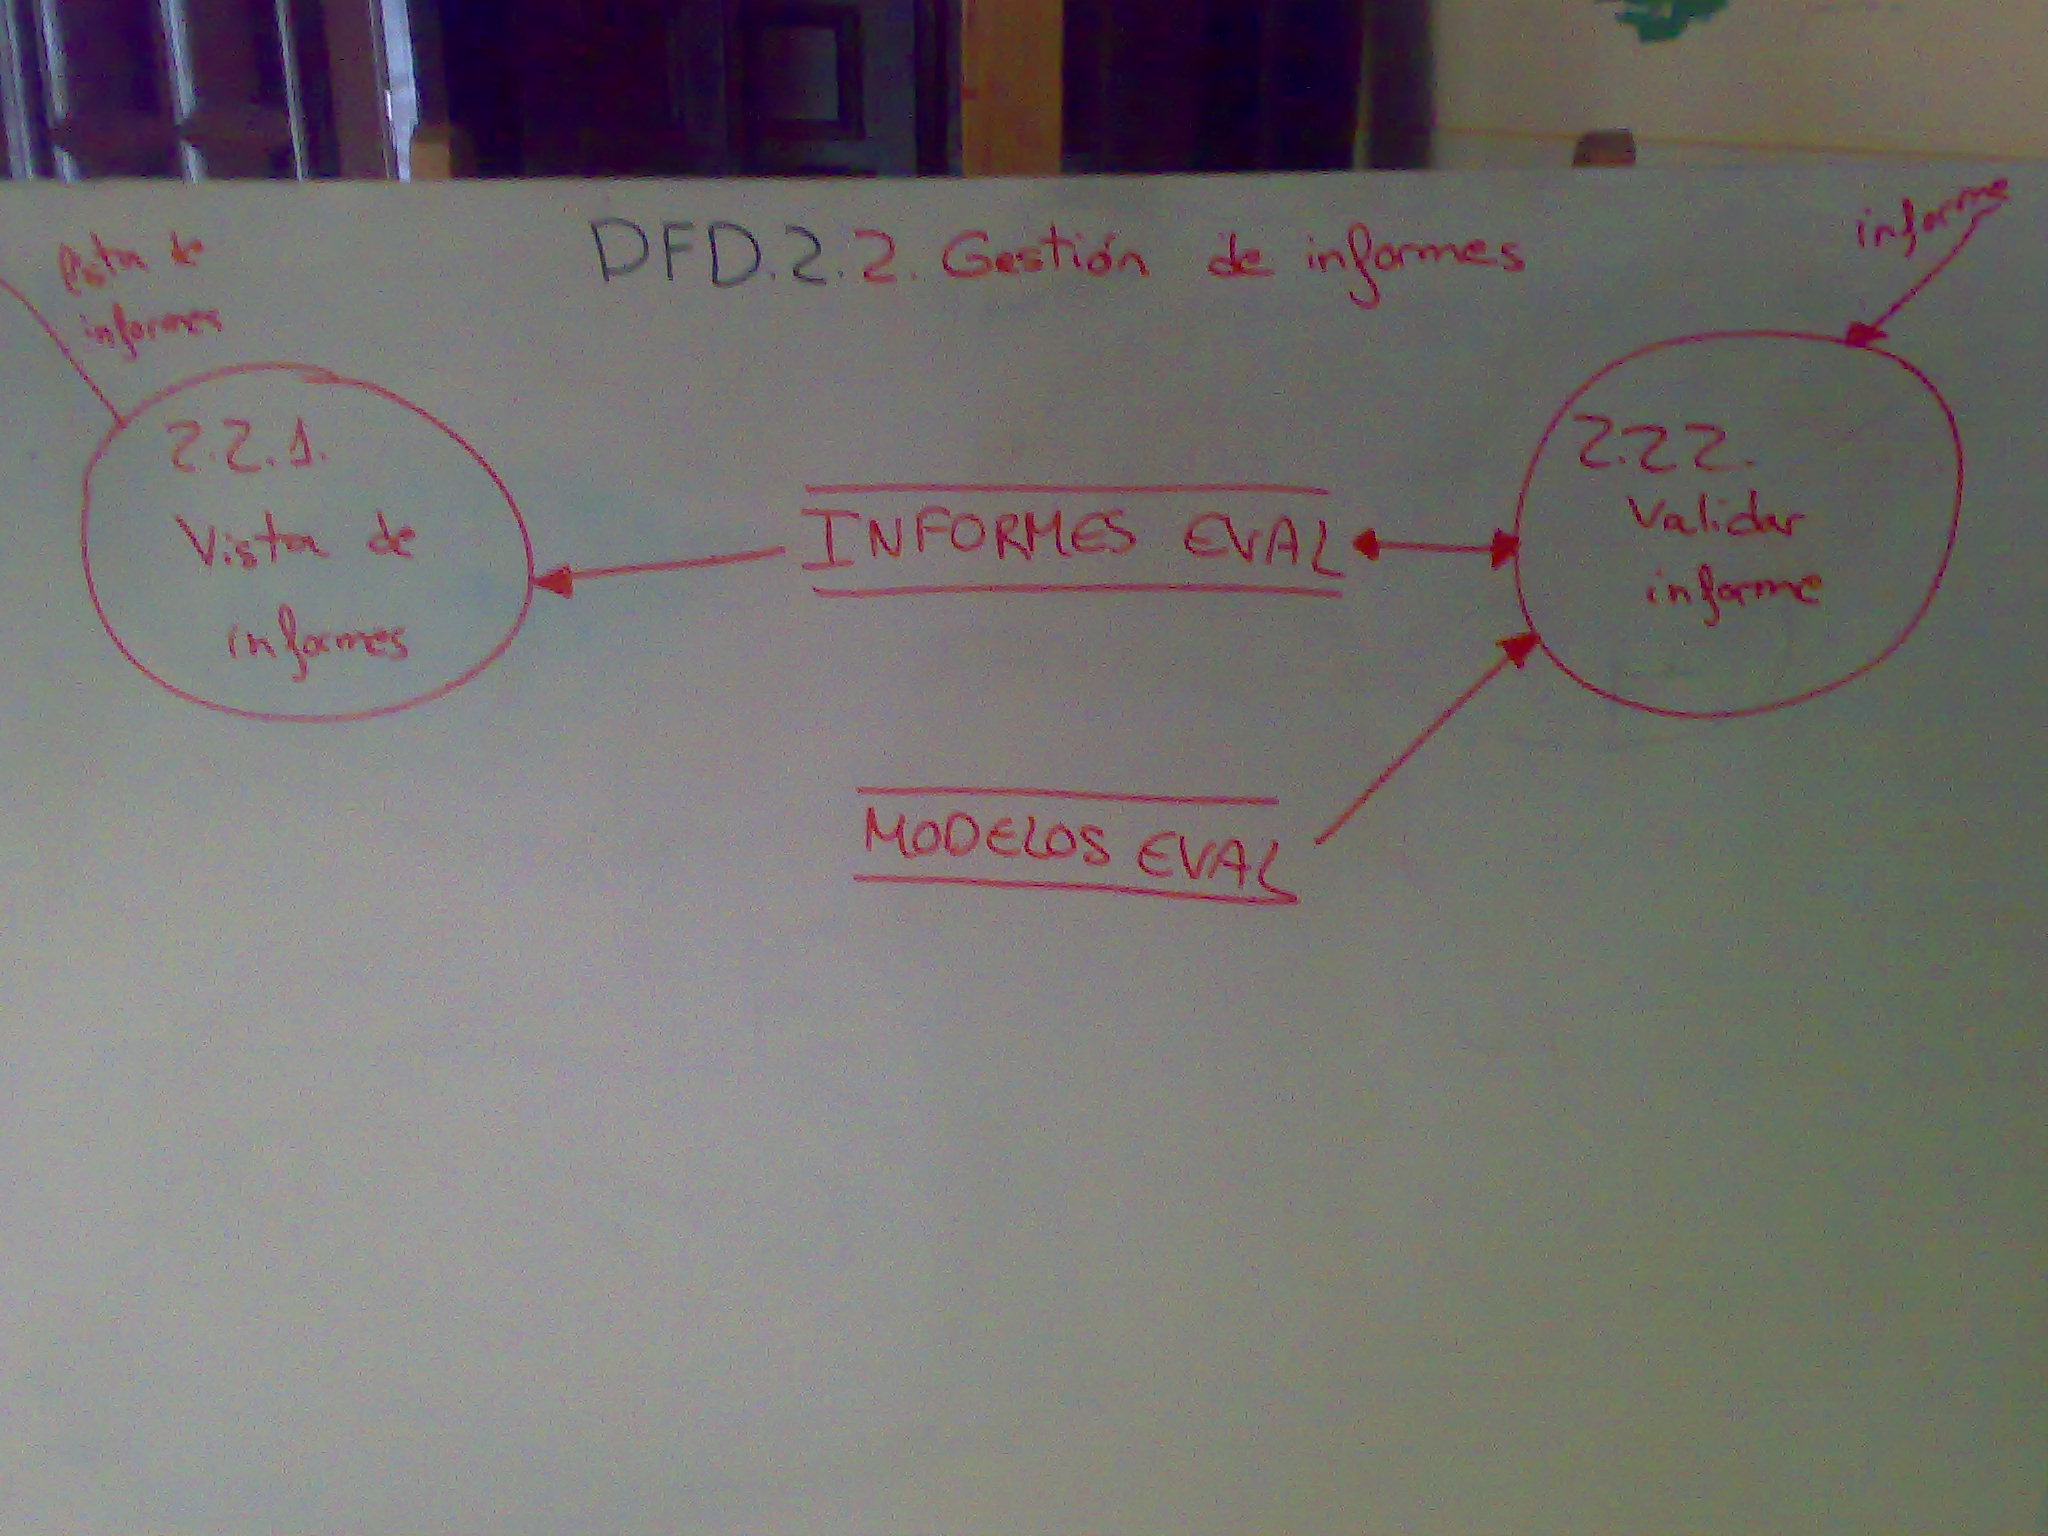 DFD.2.2. Gestión de informes
lista de
informes
informe
2.2.1.
Vista de
informes
INFORMES EVAL
2.2.2.
Validar
informe
MODELOS EVAL